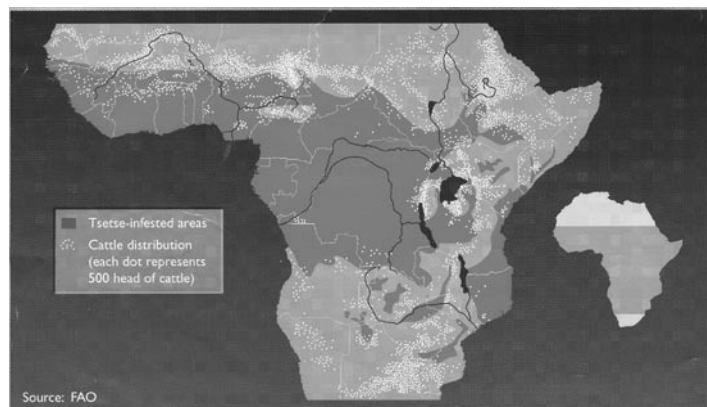 Tsetse-infested areas
Cattle distribution
(each dot represents
500 head of cattle)
Source: FAO